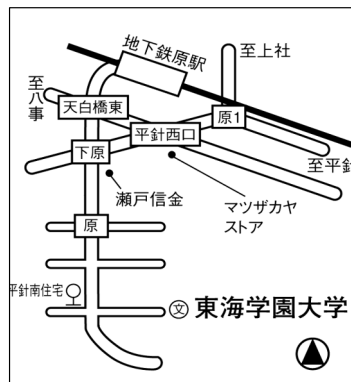 地下鉄原駅
至上社
至八事
天白橋東
原1
平針西口
下原
至平針
瀬戸信金
マツザカヤ
ストア
原
平針南住宅
文 東海学園大学